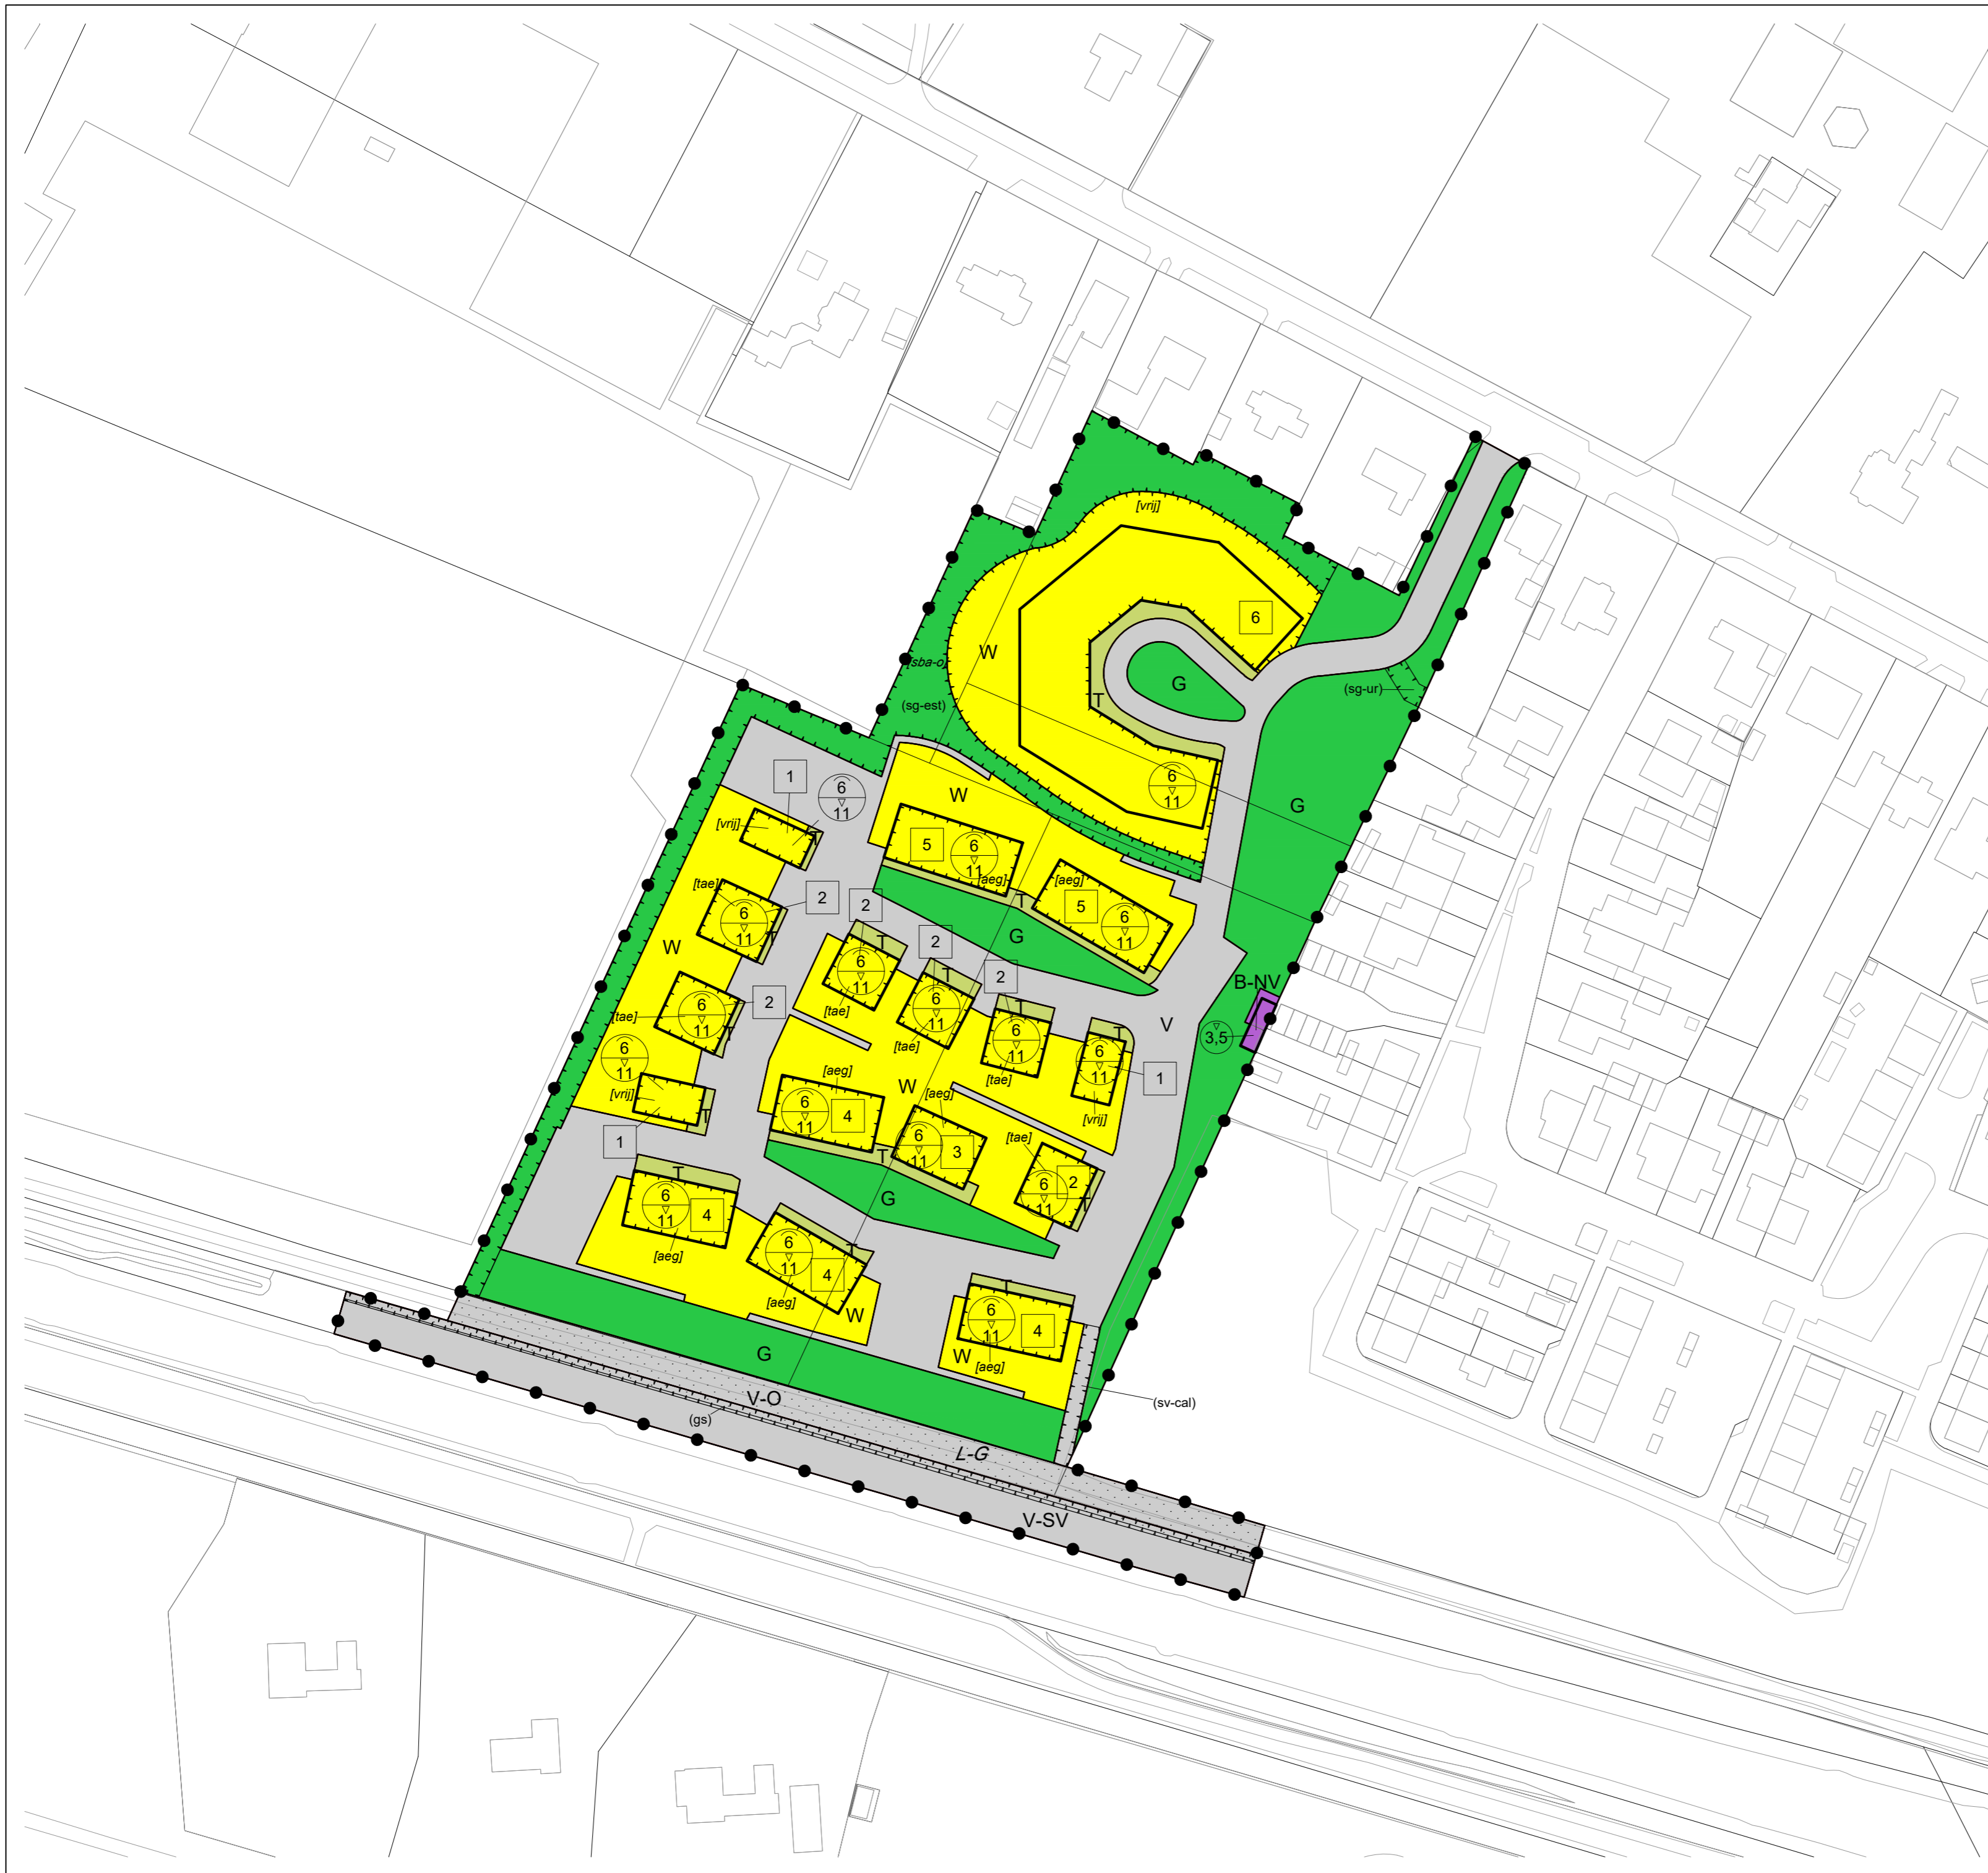 [vrij]
6
W
[sba-o]
G
(sg-ur)
T
(sg-est)
1
6
11
6
11
W
G
[vrij]
T
5
6
11
[aeg]
[aeg]
5
6
11
T
[tae]
2
2
6
11
T
W
T
2
G
6
11
[tae]
T
2
B-NV
6
11
[tae]
T
2
[tae]
6
11
T
V
3,5
6
11
[tae]
T
6
11
1
[vrij]
6
11
[vrij]
T
1
[aeg]
6
11
4
W
[aeg]
6
11
3
T
[tae]
2
6
11
T
T
6
11
4
[aeg]
G
T
6
11
4
[aeg]
W
T
6
11
4
W
[aeg]
G
V-O
(gs)
(sv-cal)
L-G
V-SV